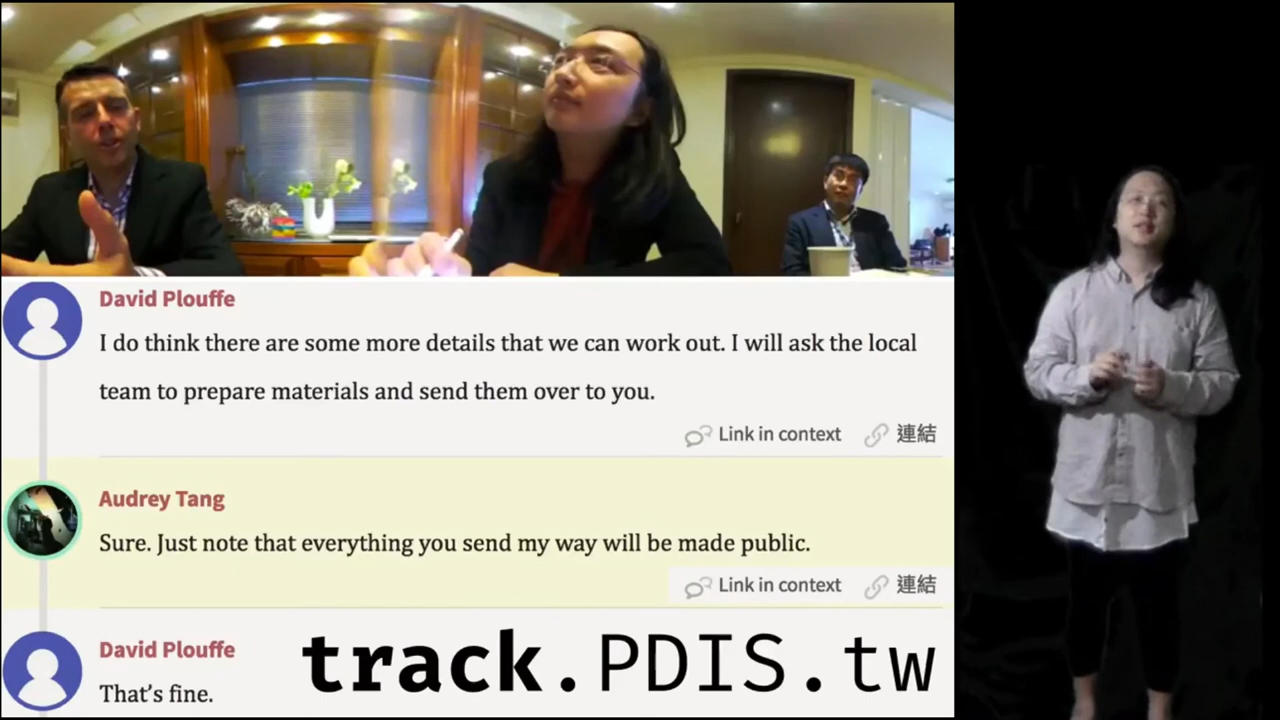 David Plouffe
I do think there are some more details that we can work out. I will ask the local
team to prepare materials and send them over to you.
Link in context 連結
Audrey Tang
Sure. Just note that everything you send my way will be made public.
Link in context 連結
David Plouffe
That's fine.
track.PDIS.tw